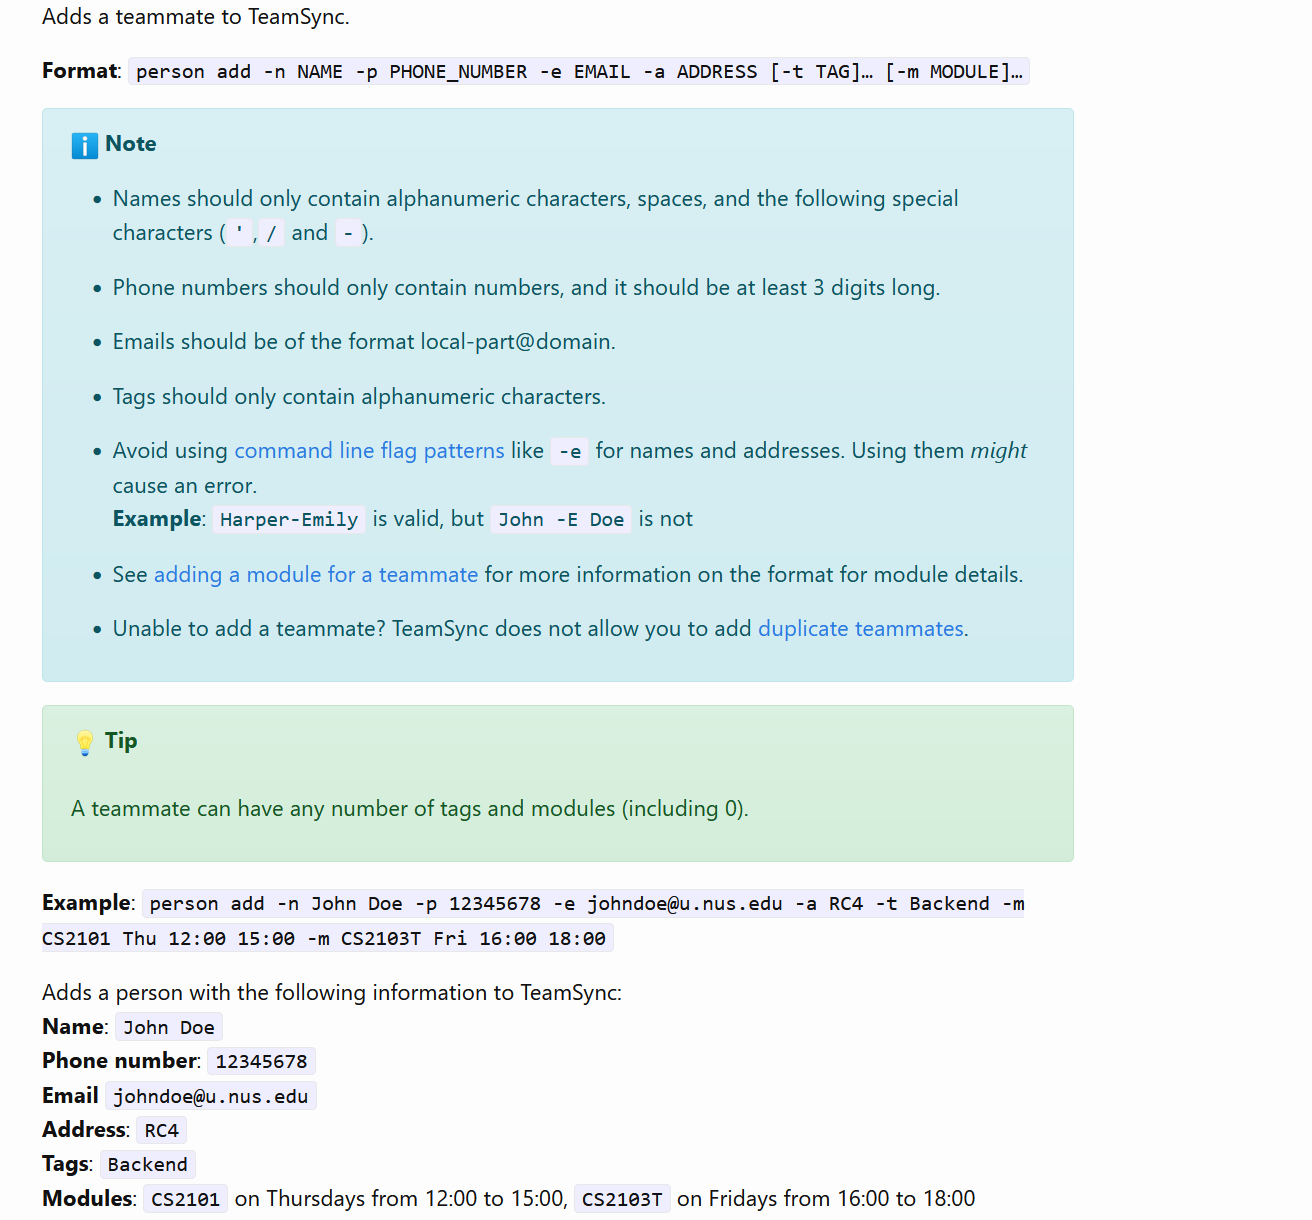 Adds a teammate to TeamSync.
Format: person add -n NAME -p PHONE_NUMBER -e EMAIL -a ADDRESS [-t TAG]… [-m MODULE]…
Note
• Names should only contain alphanumeric characters, spaces, and the following special
characters ( ' , / and - ).
• Phone numbers should only contain numbers, and it should be at least 3 digits long.
• Emails should be of the format local-part@domain.
• Tags should only contain alphanumeric characters.
• Avoid using command line flag patterns like -e for names and addresses. Using them might
cause an error.
Example: Harper-Emily is valid, but John -E Doe is not
• See adding a module for a teammate for more information on the format for module details.
• Unable to add a teammate? TeamSync does not allow you to add duplicate teammates.
Tip
A teammate can have any number of tags and modules (including 0).
Example: person add -n John Doe -p 12345678 -e johndoe@u.nus.edu -a RC4 -t Backend -m
CS2101 Thu 12:00 15:00 -m CS2103T Fri 16:00 18:00
Adds a person with the following information to TeamSync:
Name: John Doe
Phone number: 12345678
Email johndoe@u.nus.edu
Address: RC4
Tags: Backend
Modules: CS2101 on Thursdays from 12:00 to 15:00, CS2103T on Fridays from 16:00 to 18:00